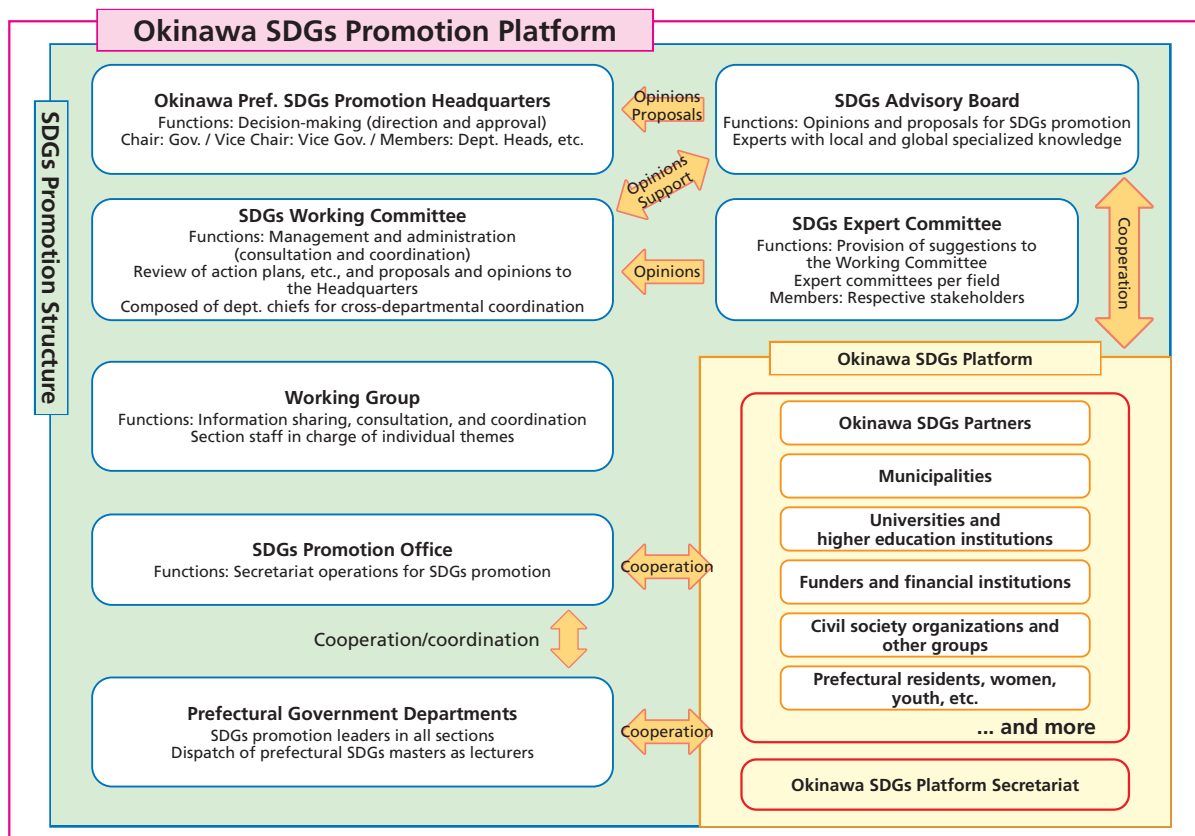 Okinawa SDGs Promotion Platform
SDGs Promotion Structure
Okinawa Pref. SDGs Promotion Headquarters
Functions: Decision-making (direction and approval)
Chair: Gov. / Vice Chair: Vice Gov. / Members: Dept. Heads, etc.
Opinions
Proposals
SDGs Advisory Board
Functions: Opinions and proposals for SDGs promotion
Experts with local and global specialized knowledge
Opinions
Support
SDGs Working Committee
Functions: Management and administration
(consultation and coordination)
Review of action plans, etc., and proposals and opinions to
the Headquarters
Composed of dept. chiefs for cross-departmental coordination
Opinions
SDGs Expert Committee
Functions: Provision of suggestions to
the Working Committee
Expert committees per field
Members: Respective stakeholders
Cooperation
Working Group
Functions: Information sharing, consultation, and coordination
Section staff in charge of individual themes
SDGs Promotion Office
Functions: Secretariat operations for SDGs promotion
Cooperation
Cooperation/coordination
Prefectural Government Departments
SDGs promotion leaders in all sections
Dispatch of prefectural SDGs masters as lecturers
Cooperation
Okinawa SDGs Platform
Okinawa SDGs Partners
Municipalities
Universities and
higher education institutions
Funders and financial institutions
Civil society organizations and
other groups
Prefectural residents, women,
youth, etc.
... and more
Okinawa SDGs Platform Secretariat